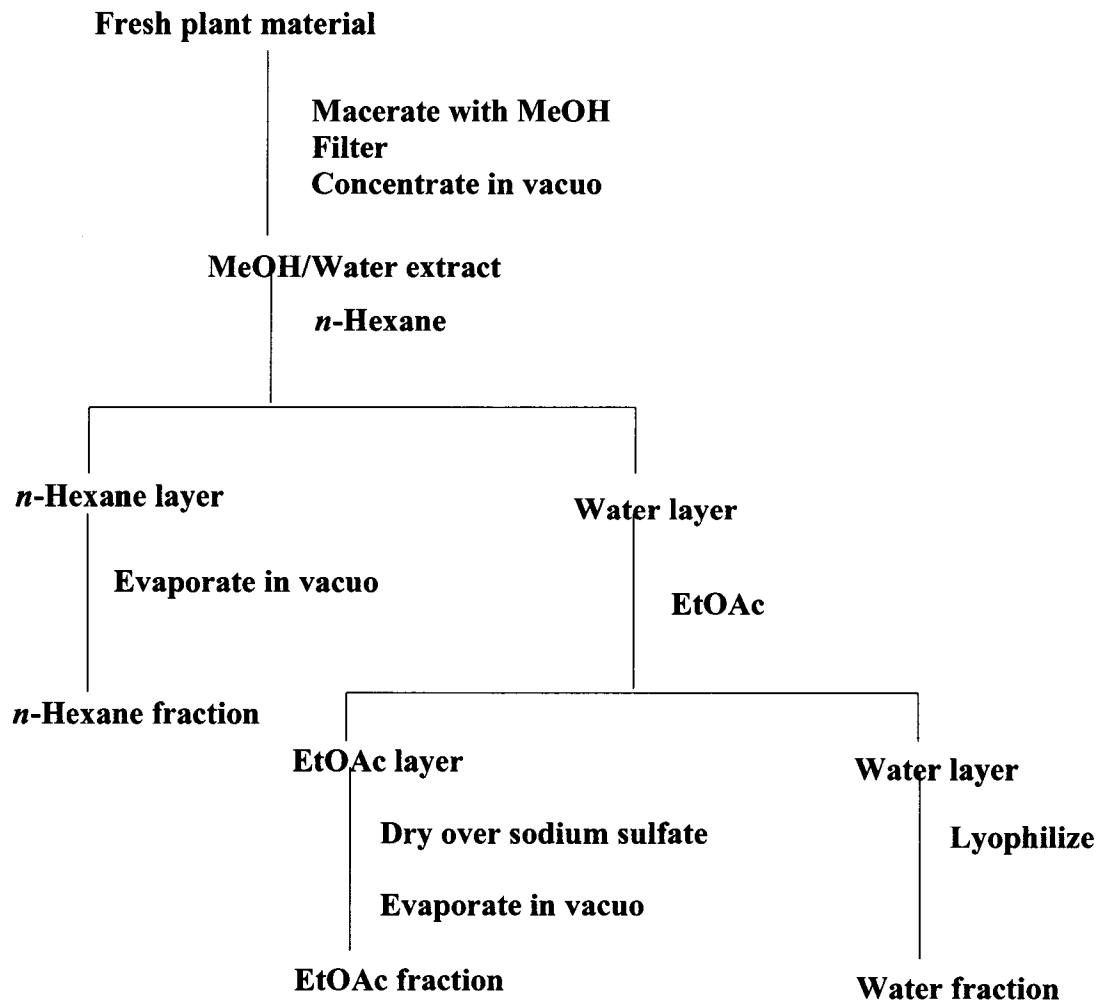 Fresh plant material
Macerate with MeOH
Filter
Concentrate in vacuo
MeOH/Water extract
n-Hexane
n-Hexane layer
Water layer
Evaporate in vacuo
EtOAc
n-Hexane fraction
EtOAc layer
Water layer
Dry over sodium sulfate
Lyophilize
Evaporate in vacuo
EtOAc fraction
Water fraction